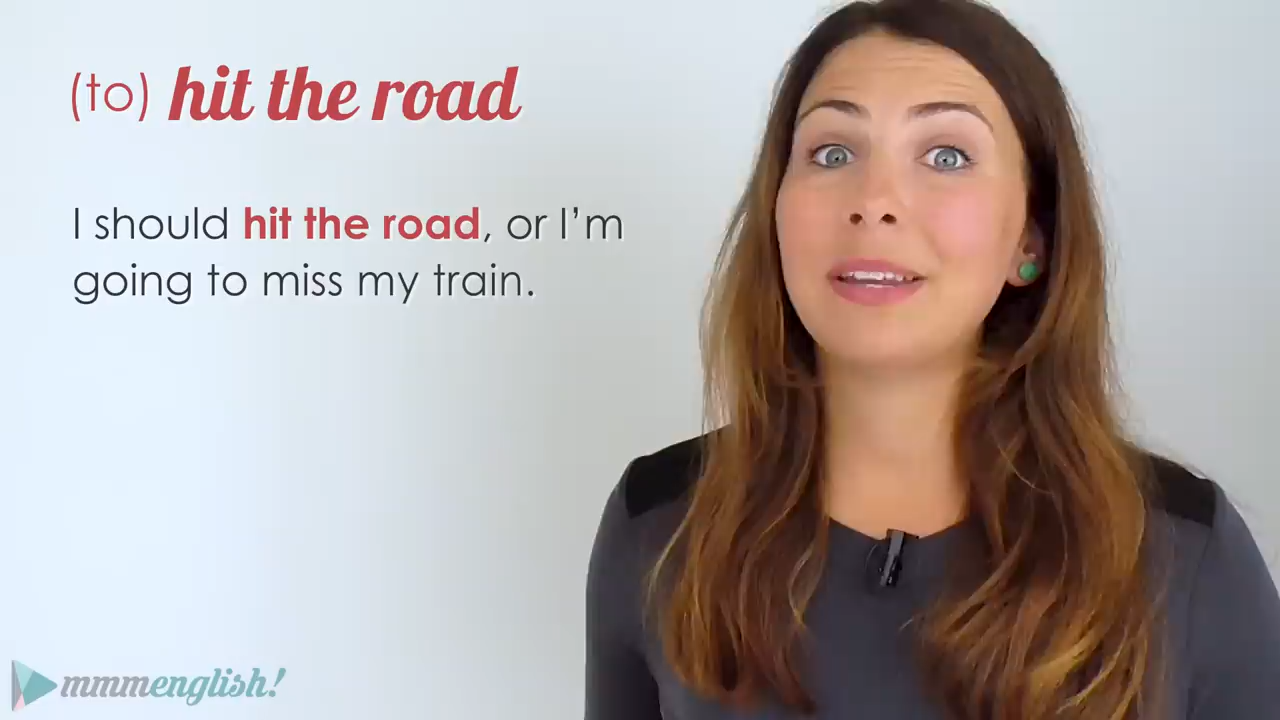 (to) hit the road
I should hit the road, or I’m
going to miss my train.
mmmenglish!